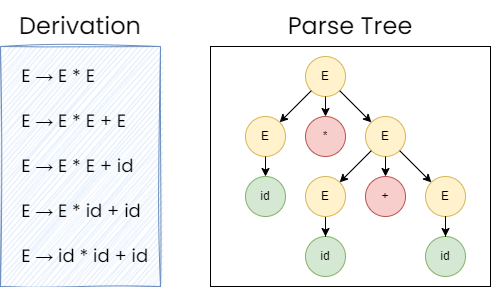 Derivation
E → E * E
E → E * E + E
E → E * E + id
E → E * id + id
E → id * id + id
Parse Tree
E
E * E
id E + E
id id